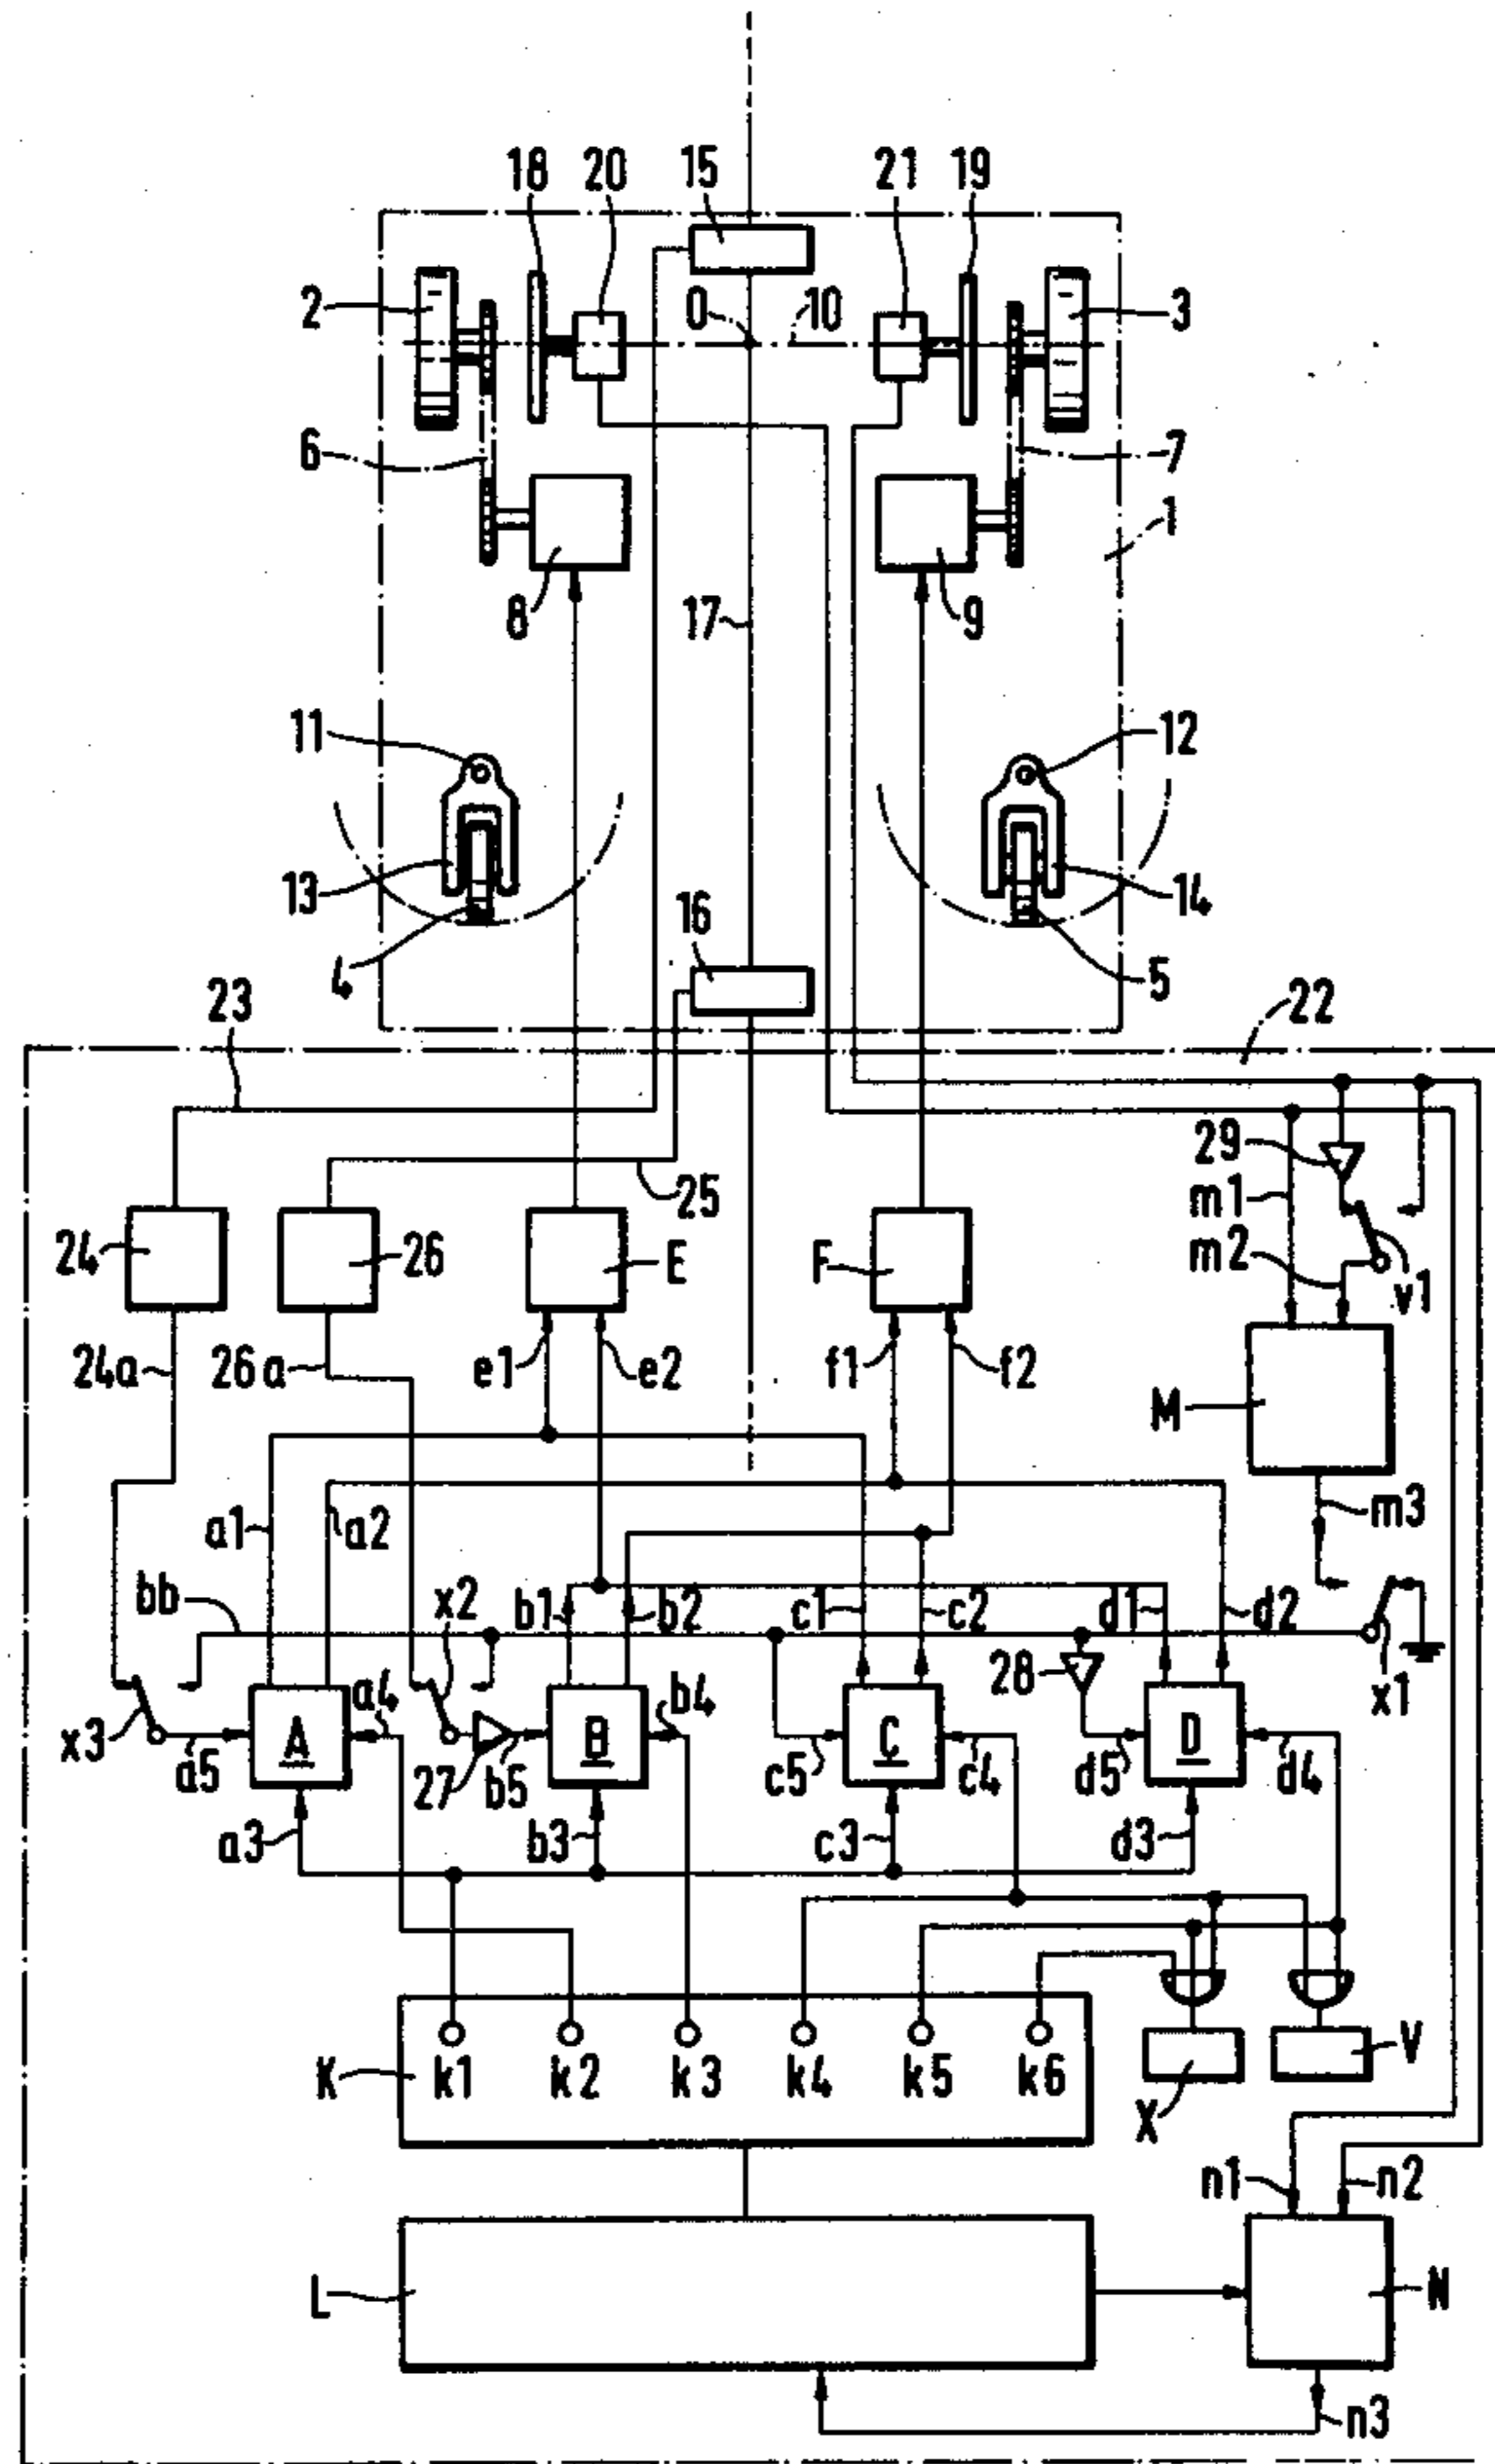 18 20 15 21 19
2 0 10 3
6 7
1
8 17 9
11 12
13 16 14
4 5
23 22
29
25 m1
24 26 E F m2 v1
24a 26a e1 e2 f1 f2
M
a1 a2 m3
bb x2 b1 b2 c1 c2 d1 d2
28
x3 a4 b4 x1
A B C D
a5 27 b5 c5 c4 d5 d4
a3 b3 c3 d3
K k1 k2 k3 k4 k5 k6 V
X
n1 n2
L N
n3